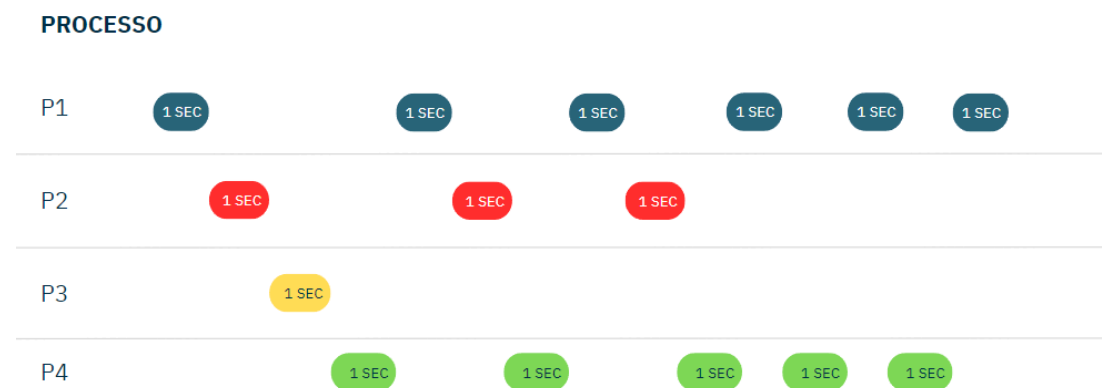 PROCESSO
P1 1 SEC 1 SEC 1 SEC 1 SEC 1 SEC 1 SEC
P2 1 SEC 1 SEC 1 SEC
P3 1 SEC
P4 1 SEC 1 SEC 1 SEC 1 SEC 1 SEC